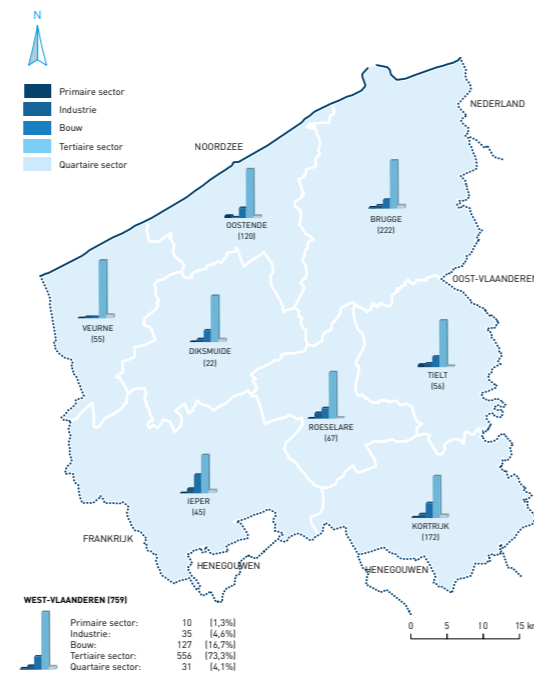 N
Primaire sector
Industrie
Bouw
Tertiaire sector
Quartaire sector
NEDERLAND
NOORDZEE
BRUGGE
(222)
OOSTENDE
(120)
OOST-VLAANDEREN
VEURNE
(55)
DIKSMUIDE
(22)
TIELT
(56)
ROESELARE
(67)
IEPER
(45)
KORTRIJK
(172)
FRANKRIJK
HENEGOUWEN
HENEGOUWEN
WEST-VLAANDEREN (759)
Primaire sector: 10 (1,3%)
Industrie: 35 (4,6%)
Bouw: 127 (16,7%)
Tertiaire sector: 556 (73,3%)
Quartaire sector: 31 (4,1%)
0 5 10 15 km